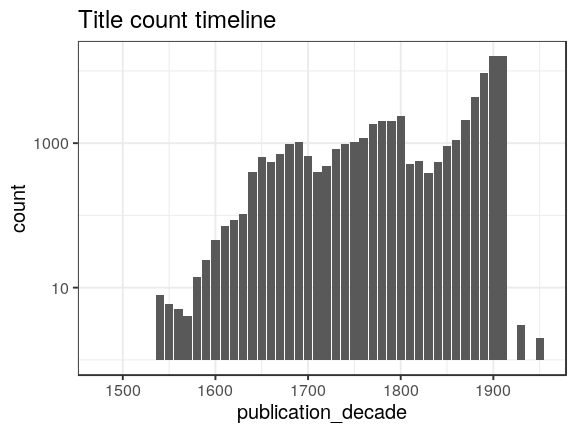 Title count timeline
1000
10
count
1500 1600 1700 1800 1900
publication_decade